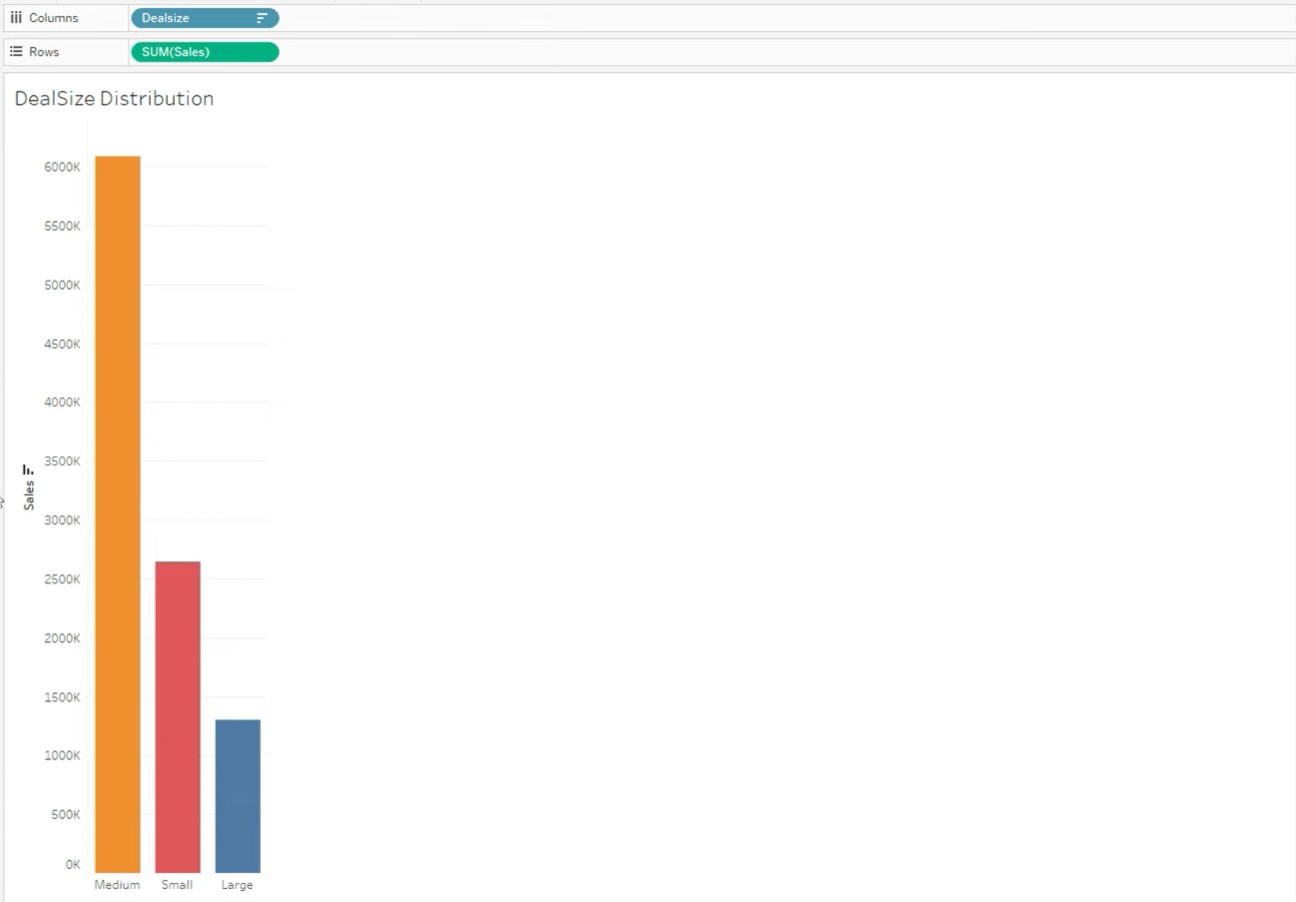 Columns Dealsize
Rows SUM(Sales)
DealSize Distribution
6000K
5500K
5000K
4500K
4000K
3500K
3000K
2500K
2000K
1500K
1000K
500K
0K
Sales
Medium Small Large